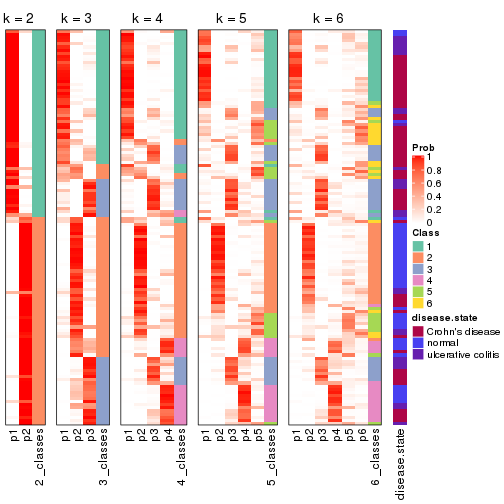 k = 2
k = 3
k = 4
k = 5
k = 6
Prob
1
0.8
0.6
0.4
0.2
0
Class
1
2
3
4
5
6
disease.state
Crohn's disease
normal
ulcerative colitis
p1
p2
2_classes
p1
p2
p3
3_classes
p1
p2
p3
p4
4_classes
p1
p2
p3
p4
p5
5_classes
p1
p2
p3
p4
p5
p6
6_classes
disease.state